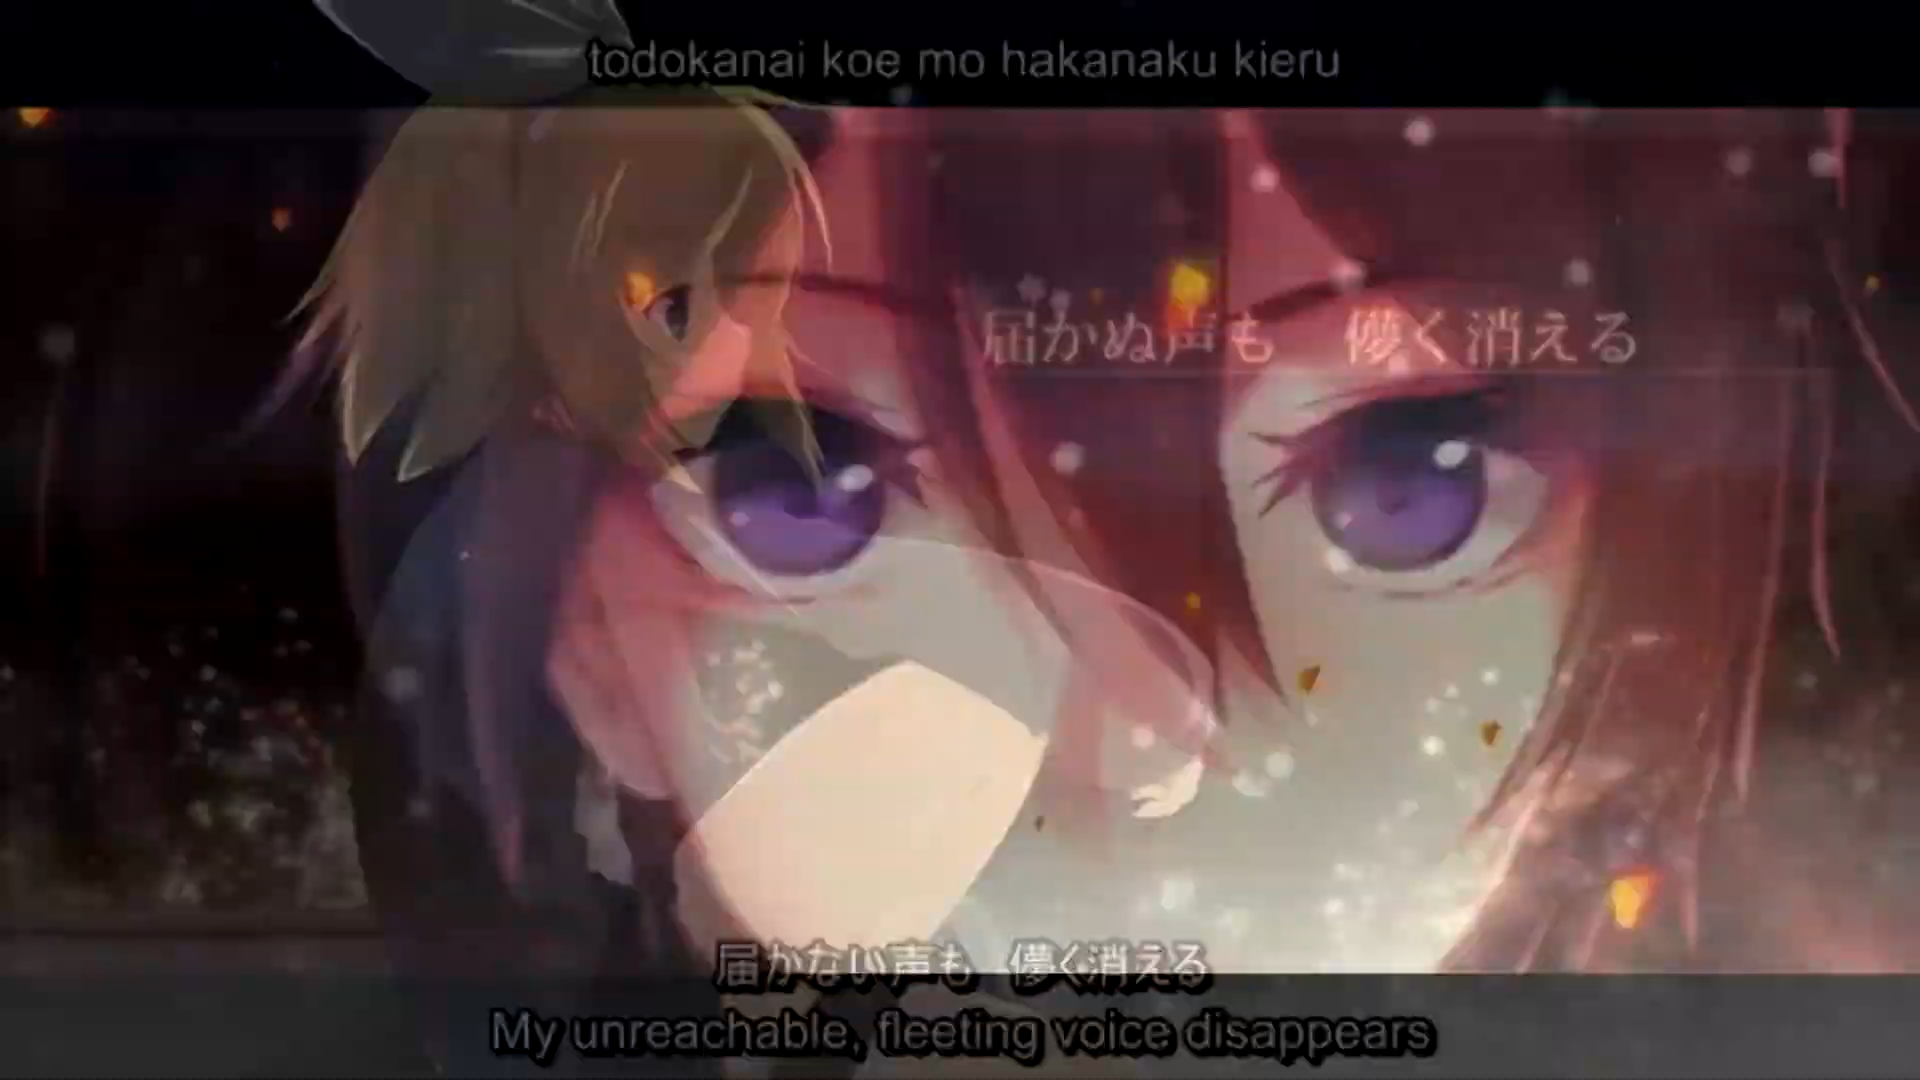 todokanai koe mo hakanaku kieru
届かぬ声も　儚く消える
届かない声も　儚く消える
My unreachable, fleeting voice disappears